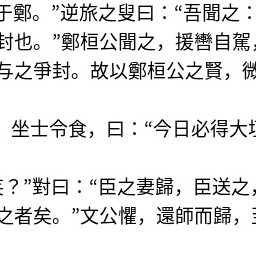 于鄭。”逆旅之叟曰：“吾聞之：
封也。”鄭桓公聞之，援轡自駕，
与之爭封。故以鄭桓公之賢，微
坐士令食，曰：“今日必得大垣
？”對曰：“臣之妻歸，臣送之，
之者矣。”文公懼，還師而歸，